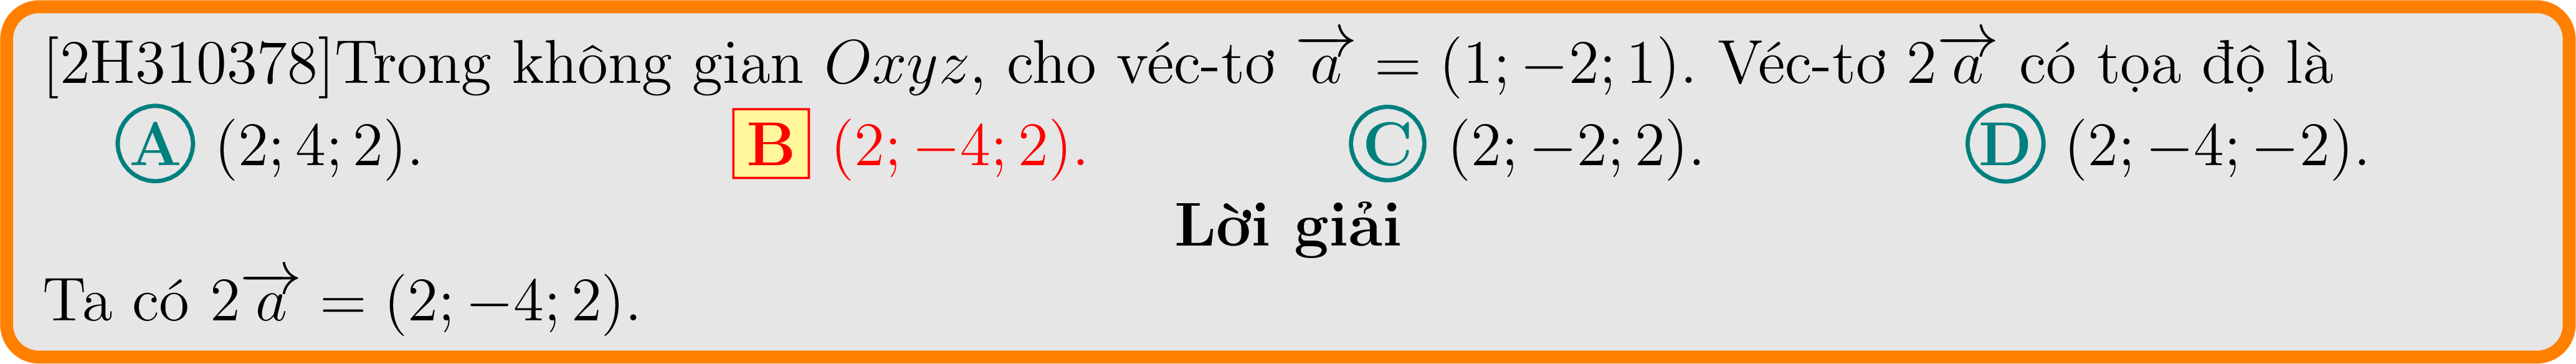 [2H310378]Trong không gian $Oxyz$, cho véc-tơ $\overrightarrow{a} = (1; -2; 1)$. Véc-tơ $2\overrightarrow{a}$ có tọa độ là
A $(2; 4; 2)$. B $(2; -4; 2)$. C $(2; -2; 2)$. D $(2; -4; -2)$.
Lời giải
Ta có $2\overrightarrow{a} = (2; -4; 2)$.